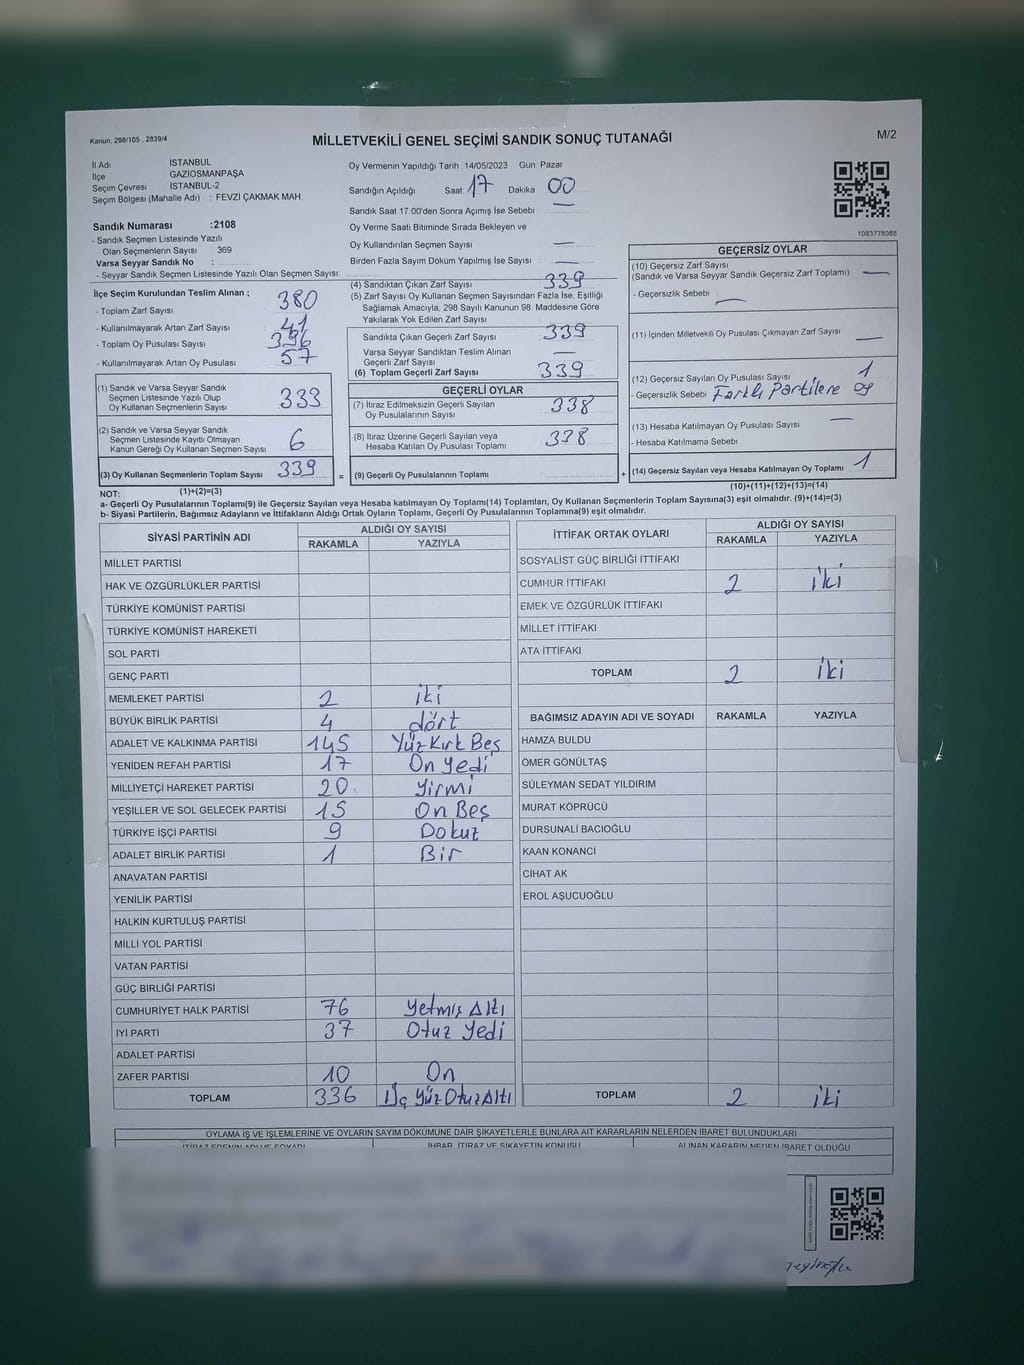 Kanun; 298/105 , 2839/4
MİLLETVEKİLİ GENEL SEÇİMİ SANDIK SONUÇ TUTANAĞI
M/2
İl Adı İSTANBUL
İlçe GAZİOSMANPAŞA
Seçim Çevresi İSTANBUL-2
Seçim Bölgesi (Mahalle Adı) : FEVZİ ÇAKMAK MAH.
Sandık Numarası :2108
- Sandık Seçmen Listesinde Yazılı
Olan Seçmenlerin Sayısı : 369
Varsa Seyyar Sandık No :
- Seyyar Sandık Seçmen Listesinde Yazılı Olan Seçmen Sayısı:
Oy Vermenin Yapıldığı Tarih :14/05/2023 Gün: Pazar
Sandığın Açıldığı Saat: 17 Dakika 00
Sandık Saat 17:00'den Sonra Açımış İse Sebebi —
Oy Verme Saati Bitiminde Sırada Bekleyen ve
Oy Kullandırılan Seçmen Sayısı —
Birden Fazla Sayım Döküm Yapılmış İse Sayısı —
1083778088
İlçe Seçim Kurulundan Teslim Alınan ;
- Toplam Zarf Sayısı 380
- Kullanılmayarak Artan Zarf Sayısı 41
- Toplam Oy Pusulası Sayısı 396
- Kullanılmayarak Artan Oy Pusulası 57
(4) Sandıktan Çıkan Zarf Sayısı 339
(5) Zarf Sayısı Oy Kullanan Seçmen Sayısından Fazla İse, Eşitliği
Sağlamak Amacıyla, 298 Sayılı Kanunun 98. Maddesine Göre
Yakılarak Yok Edilen Zarf Sayısı
Sandıkta Çıkan Geçerli Zarf Sayısı 339
Varsa Seyyar Sandıktan Teslim Alınan
Geçerli Zarf Sayısı —
(6) Toplam Geçerli Zarf Sayısı 339
GEÇERSİZ OYLAR
(10) Geçersiz Zarf Sayısı
(Sandık ve Varsa Seyyar Sandık Geçersiz Zarf Toplamı) —
- Geçersizlik Sebebi —
(11) İçinden Milletvekili Oy Pusulası Çıkmayan Zarf Sayısı —
(12) Geçersiz Sayılan Oy Pusulası Sayısı 1
- Geçersizlik Sebebi Farklı Partilere oy
(13) Hesaba Katılmayan Oy Pusulası Sayısı —
- Hesaba Katılmama Sebebi
(14) Geçersiz Sayılan veya Hesaba Katılmayan Oy Toplamı 1
(10)+(11)+(12)+(13)=(14)
(1) Sandık ve Varsa Seyyar Sandık
Seçmen Listesinde Yazılı Olup
Oy Kullanan Seçmenlerin Sayısı 333
(2) Sandık ve Varsa Seyyar Sandık
Seçmen Listesinde Kayıtlı Olmayan
Kanun Gereği Oy Kullanan Seçmen Sayısı 6
(3) Oy Kullanan Seçmenlerin Toplam Sayısı 339 =
(1)+(2)=(3)
GEÇERLİ OYLAR
(7) İtiraz Edilmeksizin Geçerli Sayılan
Oy Pusulalarının Sayısı 338
(8) İtiraz Üzerine Geçerli Sayılan veya
Hesaba Katılan Oy Pusulası Toplamı 338
(9) Geçerli Oy Pusulalarının Toplamı +
NOT:
a- Geçerli Oy Pusulalarının Toplamı(9) ile Geçersiz Sayılan veya Hesaba katılmayan Oy Toplamı(14) Toplamları, Oy Kullanan Seçmenlerin Toplam Sayısına(3) eşit olmalıdır. (9)+(14)=(3)
b- Siyasi Partilerin, Bağımsız Adayların ve İttifakların Aldığı Ortak Oyların Toplamı, Geçerli Oy Pusulalarının Toplamına(9) eşit olmalıdır.
SİYASİ PARTİNİN ADI ALDIĞI OY SAYISI
RAKAMLA YAZIYLA
MİLLET PARTİSİ
HAK VE ÖZGÜRLÜKLER PARTİSİ
TÜRKİYE KOMÜNİST PARTİSİ
TÜRKİYE KOMÜNİST HAREKETİ
SOL PARTİ
GENÇ PARTİ
MEMLEKET PARTİSİ 2 iki
BÜYÜK BİRLİK PARTİSİ 4 dört
ADALET VE KALKINMA PARTİSİ 145 Yüz Kırk Beş
YENİDEN REFAH PARTİSİ 17 On yedi
MİLLİYETÇİ HAREKET PARTİSİ 20 yirmi
YEŞİLLER VE SOL GELECEK PARTİSİ 15 On Beş
TÜRKİYE İŞÇİ PARTİSİ 9 Dokuz
ADALET BİRLİK PARTİSİ 1 Bir
ANAVATAN PARTİSİ
YENİLİK PARTİSİ
HALKIN KURTULUŞ PARTİSİ
MİLLİ YOL PARTİSİ
VATAN PARTİSİ
GÜÇ BİRLİĞİ PARTİSİ
CUMHURİYET HALK PARTİSİ 76 Yetmiş Altı
İYİ PARTİ 37 Otuz Yedi
ADALET PARTİSİ
ZAFER PARTİSİ 10 On
TOPLAM 336 Üç Yüz Otuz Altı
İTTİFAK ORTAK OYLARI ALDIĞI OY SAYISI
RAKAMLA YAZIYLA
SOSYALİST GÜÇ BİRLİĞİ İTTİFAKI
CUMHUR İTTİFAKI 2 iki
EMEK VE ÖZGÜRLÜK İTTİFAKI
MİLLET İTTİFAKI
ATA İTTİFAKI
TOPLAM 2 iki
BAĞIMSIZ ADAYIN ADI VE SOYADI RAKAMLA YAZIYLA
HAMZA BULDU
ÖMER GÖNÜLTAŞ
SÜLEYMAN SEDAT YILDIRIM
MURAT KÖPRÜCÜ
DURSUNALİ BACIOĞLU
KAAN KONANCİ
CİHAT AK
EROL AŞUCUOĞLU
TOPLAM 2 iki
OYLAMA İŞ VE İŞLEMLERİNE VE OYLARIN SAYIM DÖKÜMÜNE DAİR ŞİKAYETLERLE BUNLARA AİT KARARLARIN NELERDEN İBARET BULUNDUKLARI
İTİRAZ EDENİN ADI VE SOYADI İHBAR, İTİRAZ VE ŞİKAYETİN KONUSU ALINAN KARARIN NEDEN İBARET OLDUĞU